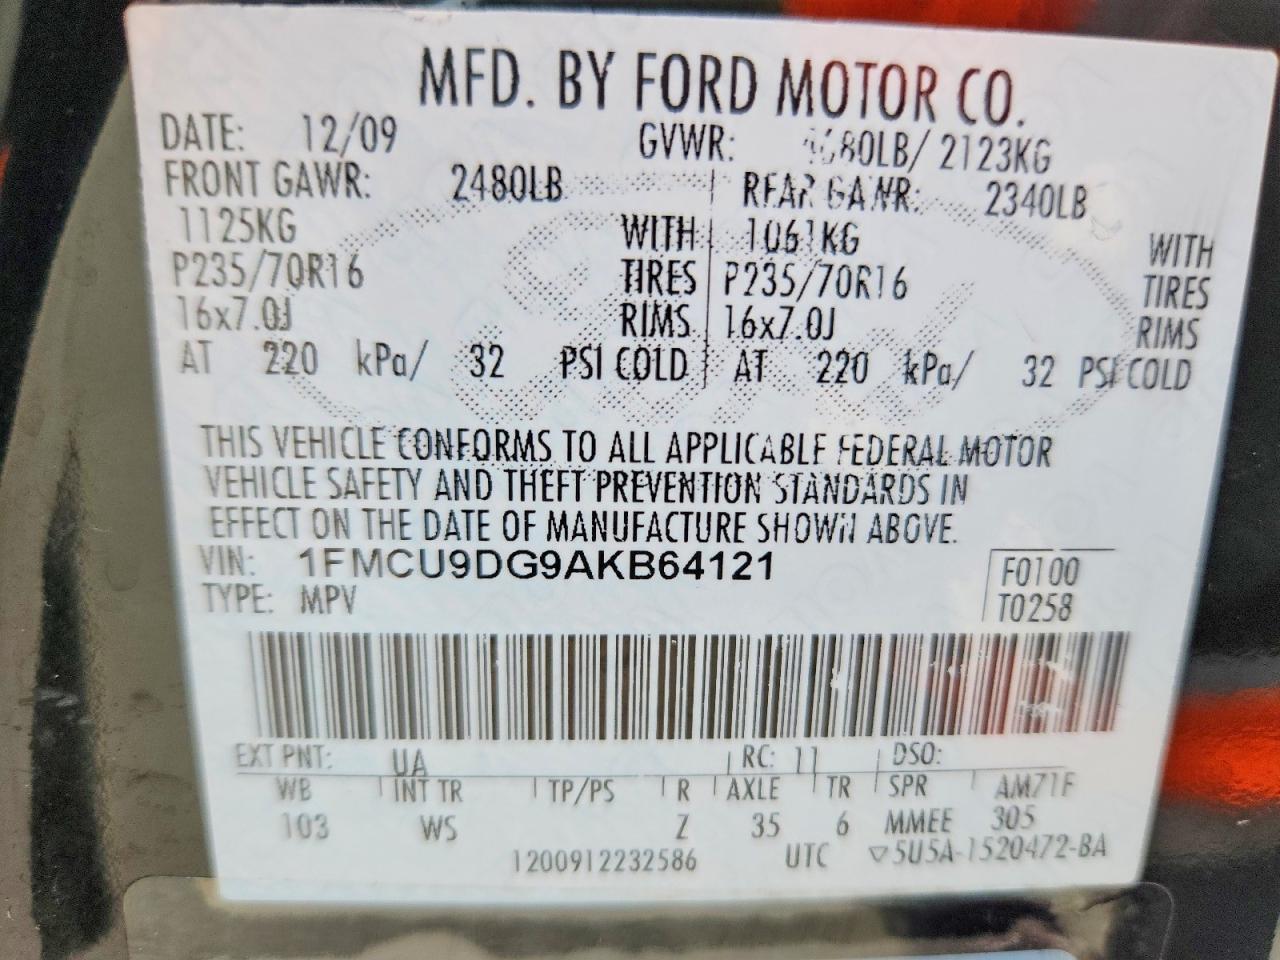 MFD. BY FORD MOTOR CO.
DATE: 12/09 GVWR: 4680LB/ 2123KG
FRONT GAWR: 2480LB REAR GAWR: 2340LB
1125KG WITH 1061KG WITH
P235/70R16 TIRES P235/70R16 TIRES
16x7.0J RIMS 16x7.0J RIMS
AT 220 kPa/ 32 PSI COLD AT 220 kPa/ 32 PSI COLD
THIS VEHICLE CONFORMS TO ALL APPLICABLE FEDERAL MOTOR
VEHICLE SAFETY AND THEFT PREVENTION STANDARDS IN
EFFECT ON THE DATE OF MANUFACTURE SHOWN ABOVE.
VIN: 1FMCU9DG9AKB64121 F0100
TYPE: MPV T0258
EXT PNT: UA RC: 11 DSO:
WB INT TR TP/PS R AXLE TR SPR AM71F
103 WS Z 35 6 MMEE 305
1200912232586 UTC ▽5U5A-1520472-BA